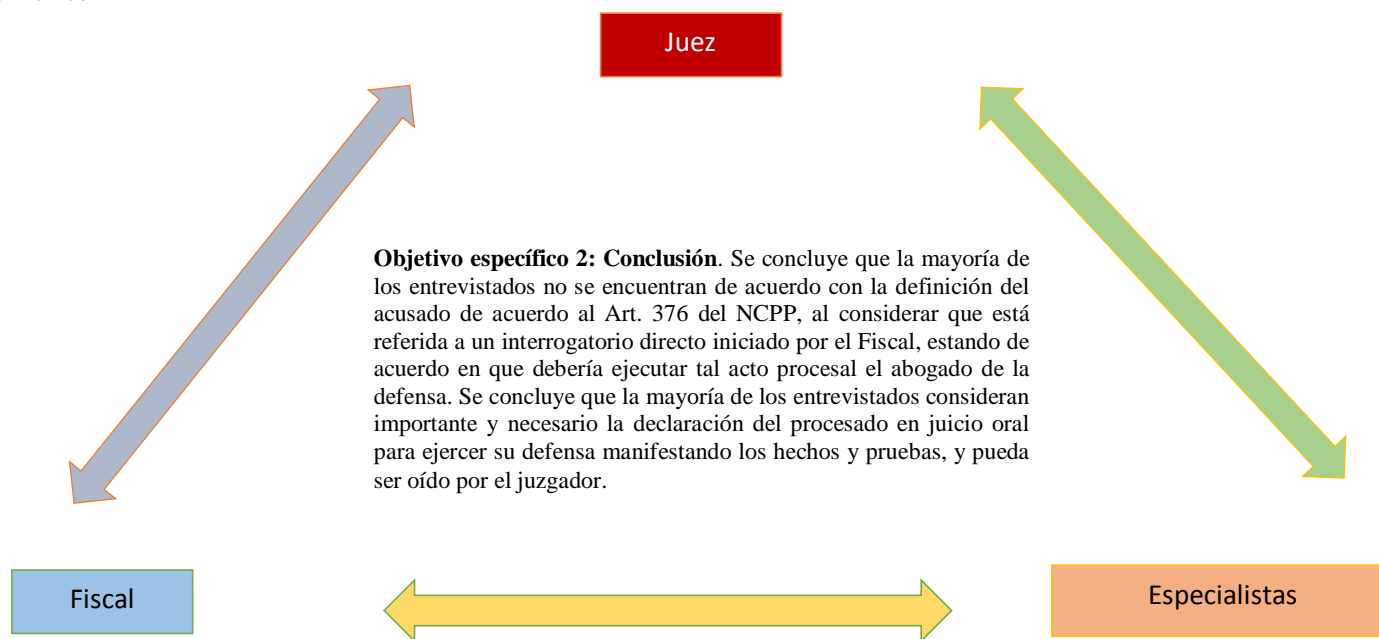 Juez
Objetivo específico 2: Conclusión. Se concluye que la mayoría de
los entrevistados no se encuentran de acuerdo con la definición del
acusado de acuerdo al Art. 376 del NCPP, al considerar que está
referida a un interrogatorio directo iniciado por el Fiscal, estando de
acuerdo en que debería ejecutar tal acto procesal el abogado de la
defensa. Se concluye que la mayoría de los entrevistados consideran
importante y necesario la declaración del procesado en juicio oral
para ejercer su defensa manifestando los hechos y pruebas, y pueda
ser oído por el juzgador.
Fiscal
Especialistas